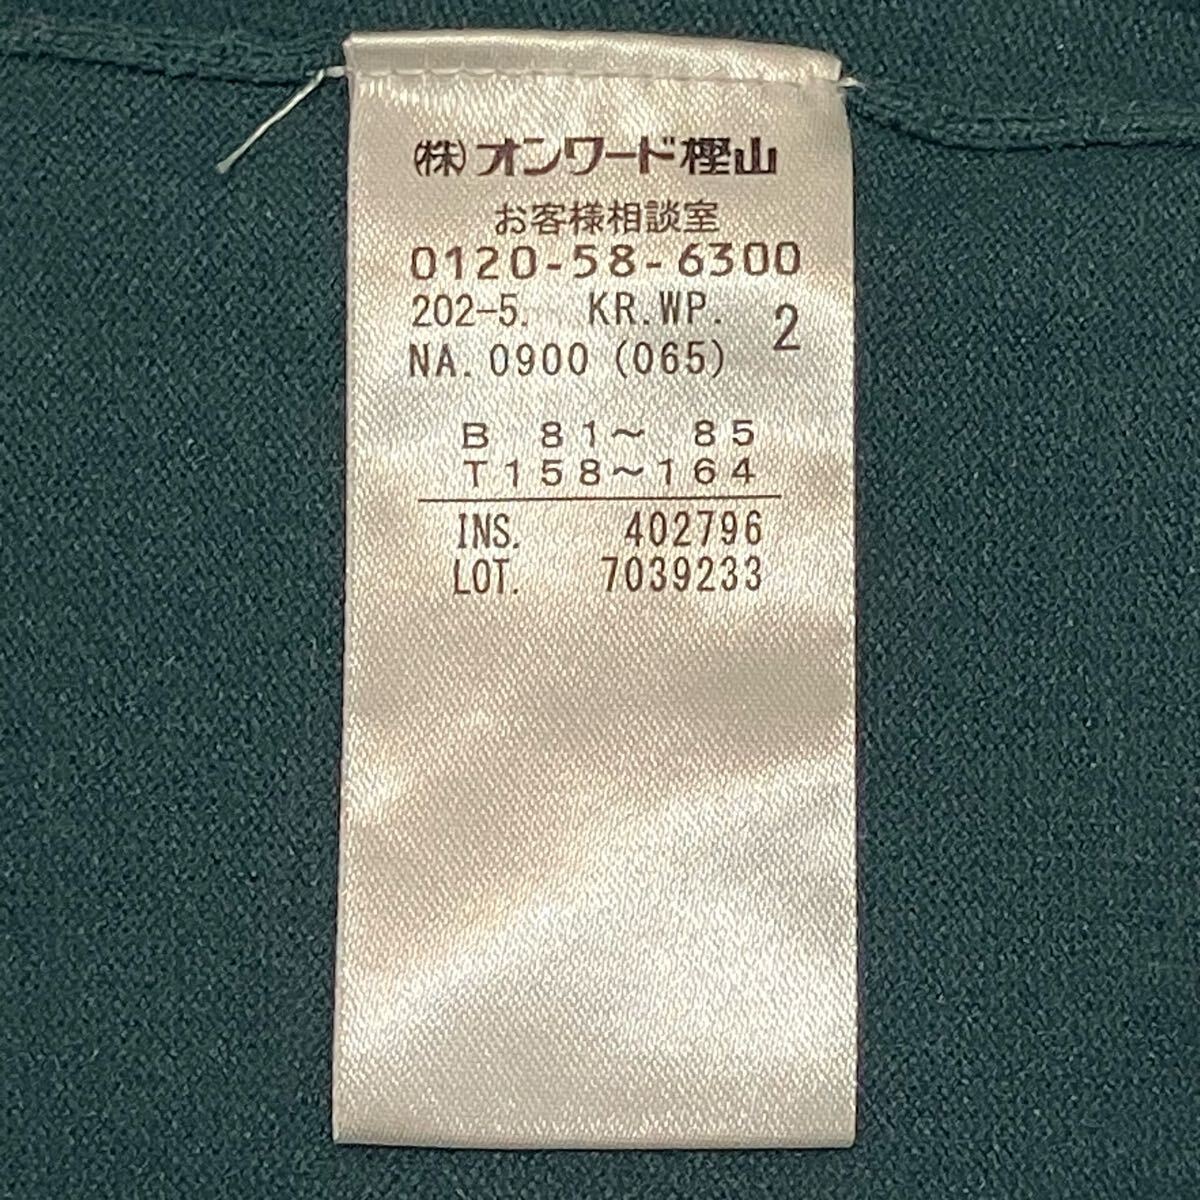 ㈱オンワード樫山
お客様相談室
0120-58-6300
202-5. KR.WP. 2
NA. 0900 (065)
B 81～ 85
T158～164
INS. 402796
LOT. 7039233